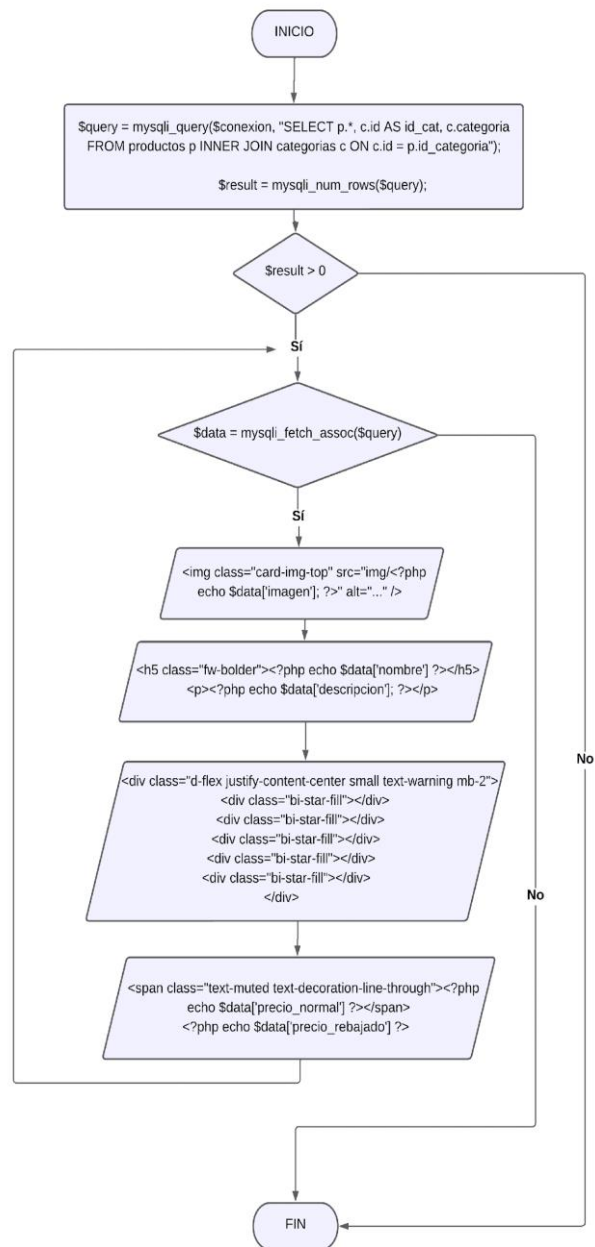 INICIO
$query = mysqli_query($conexion, "SELECT p.*, c.id AS id_cat, c.categoria
FROM productos p INNER JOIN categorias c ON c.id = p.id_categoria");
$result = mysqli_num_rows($query);
$result > 0
Sí
$data = mysqli_fetch_assoc($query)
Sí
<img class="card-img-top" src="img/<?php
echo $data['imagen']; ?>" alt="..." />
<h5 class="fw-bolder"><?php echo $data['nombre'] ?></h5>
<p><?php echo $data['descripcion']; ?></p>
<div class="d-flex justify-content-center small text-warning mb-2">
<div class="bi-star-fill"></div>
<div class="bi-star-fill"></div>
<div class="bi-star-fill"></div>
<div class="bi-star-fill"></div>
<div class="bi-star-fill"></div>
</div>
No
No
<span class="text-muted text-decoration-line-through"><?php
echo $data['precio_normal'] ?></span>
<?php echo $data['precio_rebajado'] ?>
FIN